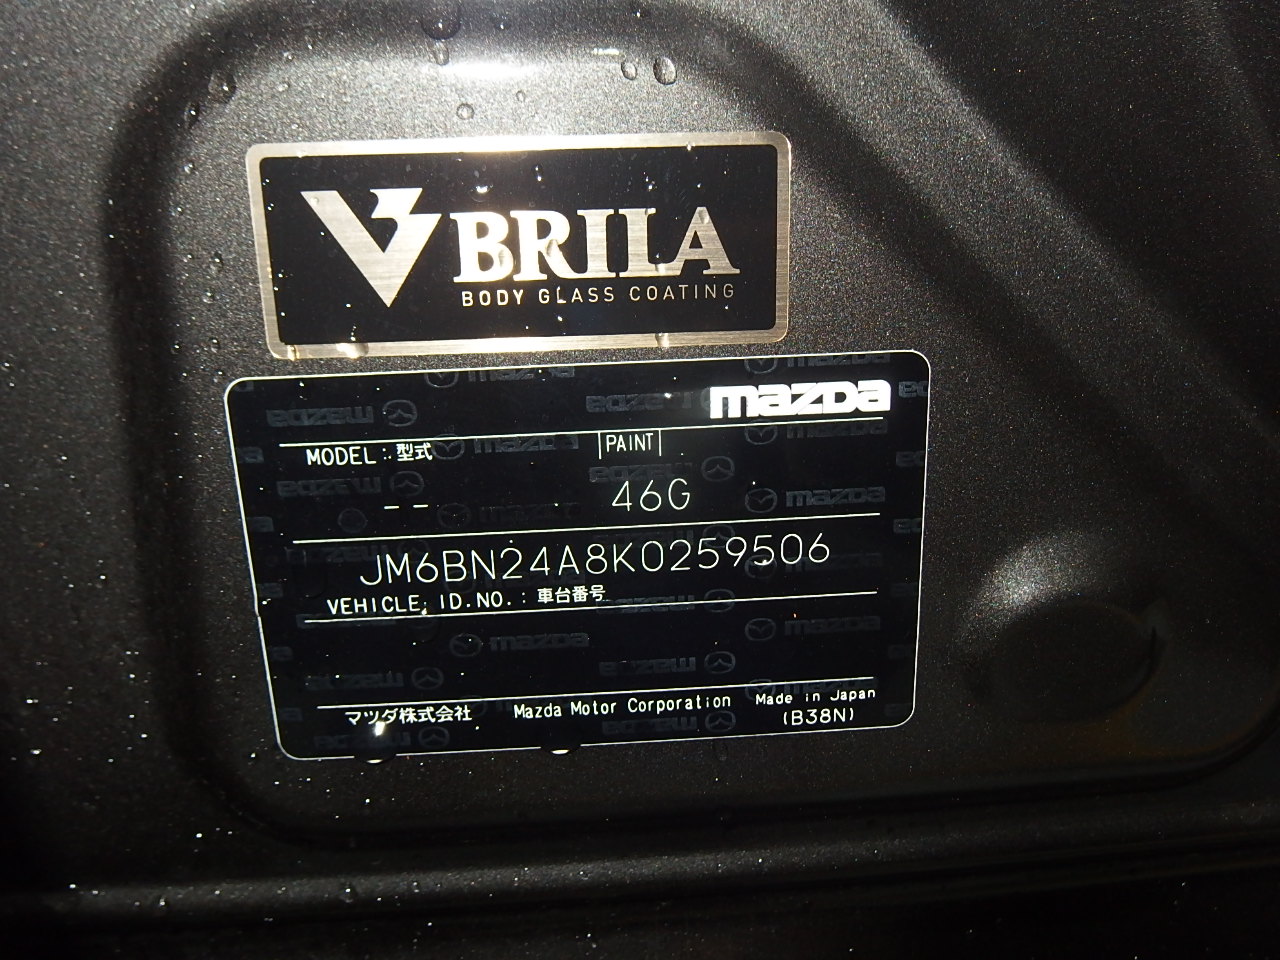 BRILA
BODY GLASS COATING
mazda
MODEL : 型式
PAINT
--
46G
JM6BN24A8K0259506
VEHICLE. ID.NO. : 車台番号
マツダ株式会社
Mazda Motor Corporation
Made in Japan
(B38N)